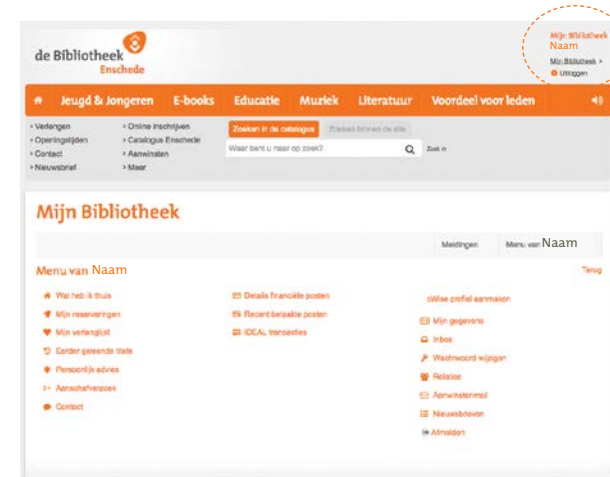 de Bibliotheek
Enschede
Mijn Bibliotheek
Naam
Mijn Bibliotheek >
Uitloggen
Jeugd & Jongeren E-books Educatie Muziek Literatuur Voordeel voor leden
› Verlengen
› Openingstijden
› Contact
› Nieuwsbrief
› Online inschrijven
› Catalogus Enschede
› Aanwinsten
› Meer
Zoeken in de catalogus Zoeken binnen de site
Waar bent u naar op zoek? Zoek in
Mijn Bibliotheek
Meldingen Menu van Naam
Menu van Naam Terug
Wat heb ik thuis
Mijn reserveringen
Mijn verlanglijst
Eerder geleende titels
Persoonlijk advies
Aanschafverzoek
Contact
Details financiële posten
Recent betaalde posten
iDEAL transacties
bWise profiel aanmaken
Mijn gegevens
Inbox
Wachtwoord wijzigen
Relaties
Aanwinstenmail
Nieuwsbrieven
Afmelden